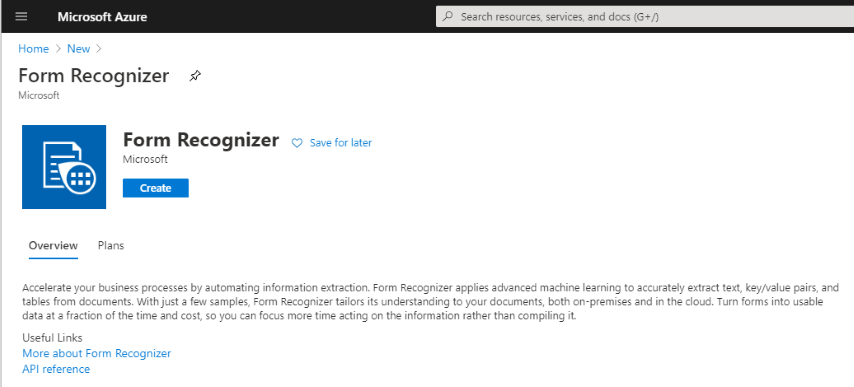 Microsoft Azure
Search resources, services, and docs (G+/)
Home > New >
Form Recognizer
Microsoft
Form Recognizer
Save for later
Microsoft
Create
Overview
Plans
Accelerate your business processes by automating information extraction. Form Recognizer applies advanced machine learning to accurately extract text, key/value pairs, and
tables from documents. With just a few samples, Form Recognizer tailors its understanding to your documents, both on-premises and in the cloud. Turn forms into usable
data at a fraction of the time and cost, so you can focus more time acting on the information rather than compiling it.
Useful Links
More about Form Recognizer
API reference